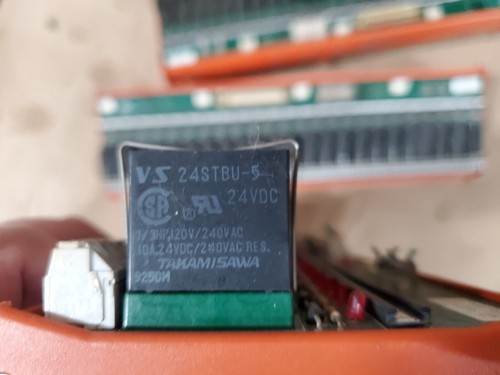 VS 24STBU-5
24VDC
1/3HP,120V/240VAC
10A,24VDC/240VAC RES.
TAKAMISAWA
9250M